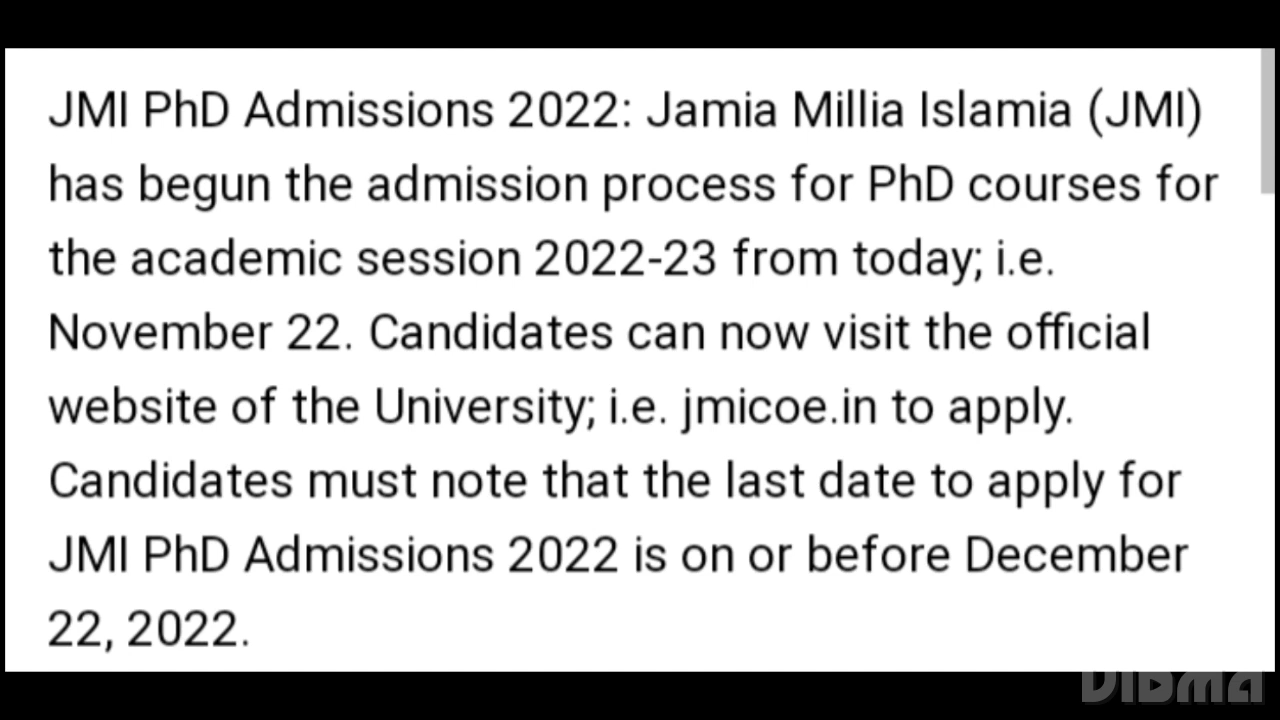 JMI PhD Admissions 2022: Jamia Millia Islamia (JMI)
has begun the admission process for PhD courses for
the academic session 2022-23 from today; i.e.
November 22. Candidates can now visit the official
website of the University; i.e. jmicoe.in to apply.
Candidates must note that the last date to apply for
JMI PhD Admissions 2022 is on or before December
22, 2022.